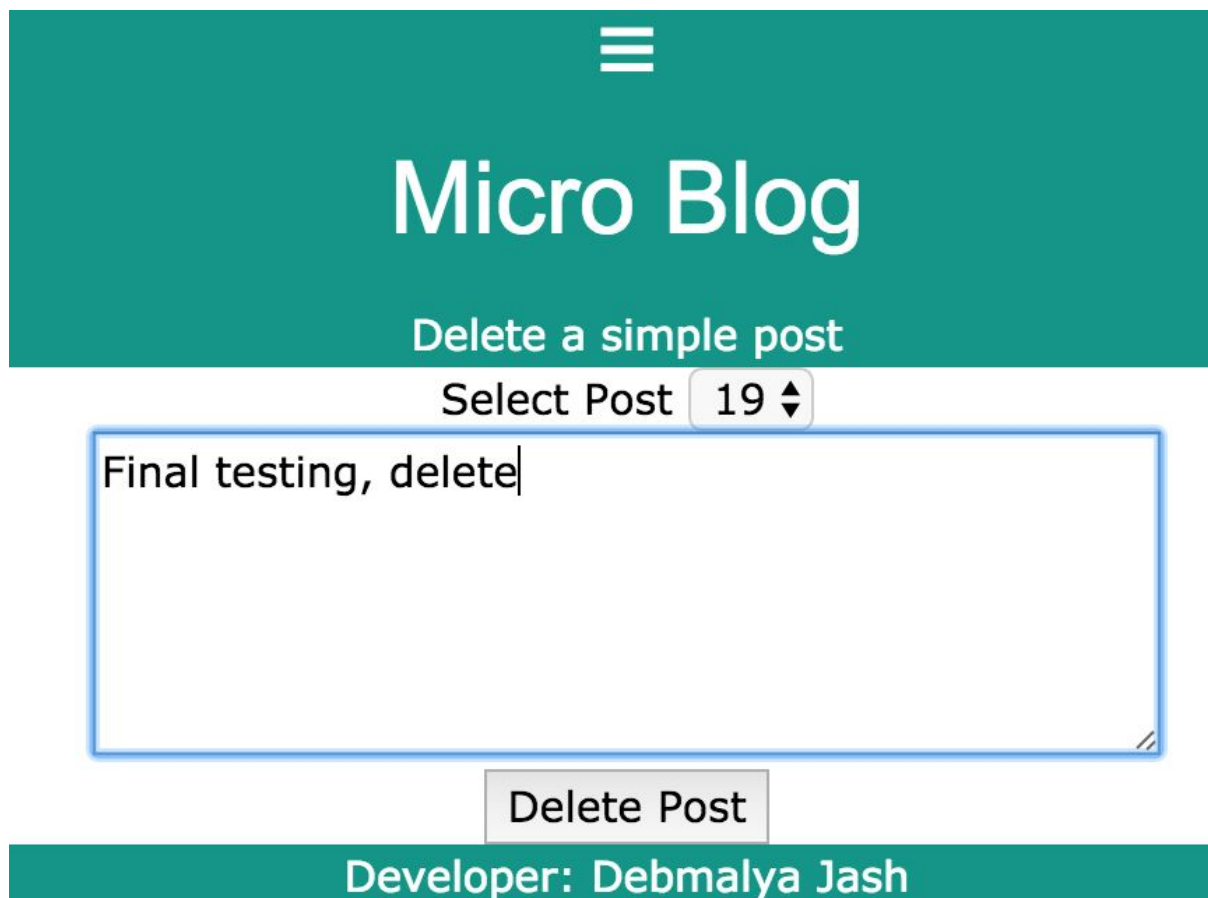 Micro Blog
Delete a simple post
Select Post 19
Final testing, delete
Delete Post
Developer: Debmalya Jash